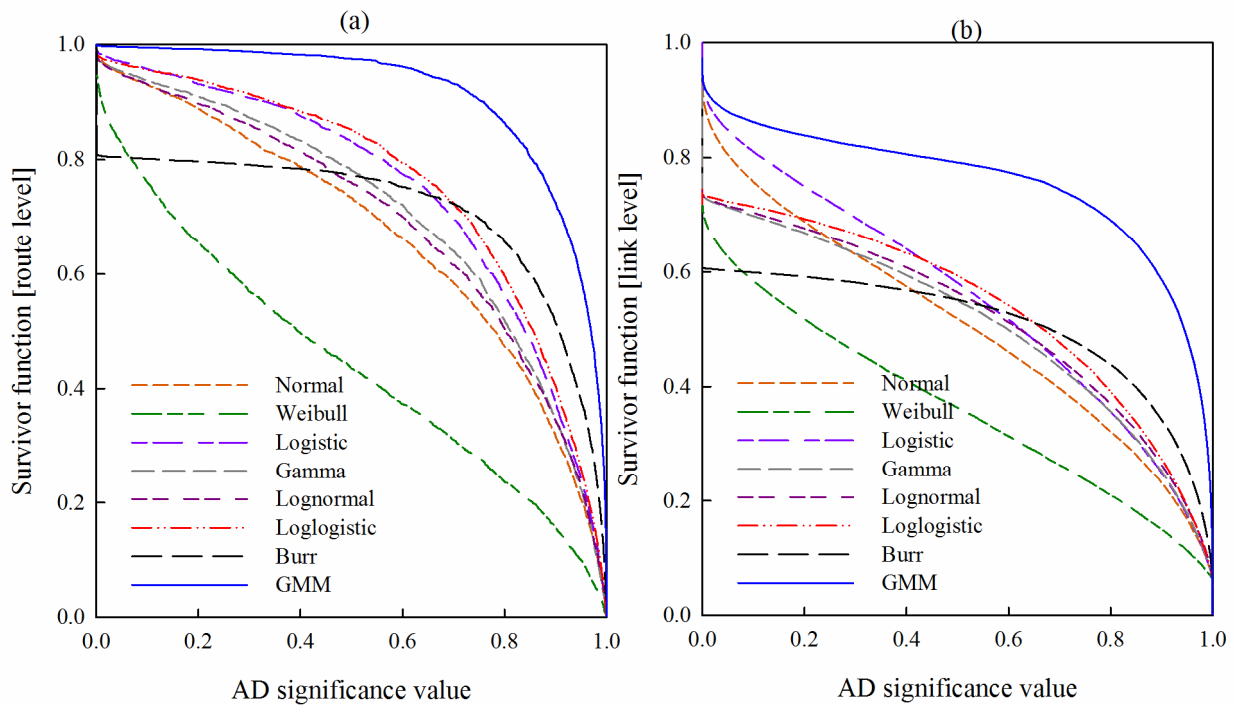 (a)
Survivor function [route level]
1.0
0.8
0.6
0.4
0.2
0.0
Normal
Weibull
Logistic
Gamma
Lognormal
Loglogistic
Burr
GMM
0.0 0.2 0.4 0.6 0.8 1.0
AD significance value
(b)
Survivor function [link level]
1.0
0.8
0.6
0.4
0.2
0.0
Normal
Weibull
Logistic
Gamma
Lognormal
Loglogistic
Burr
GMM
0.0 0.2 0.4 0.6 0.8 1.0
AD significance value